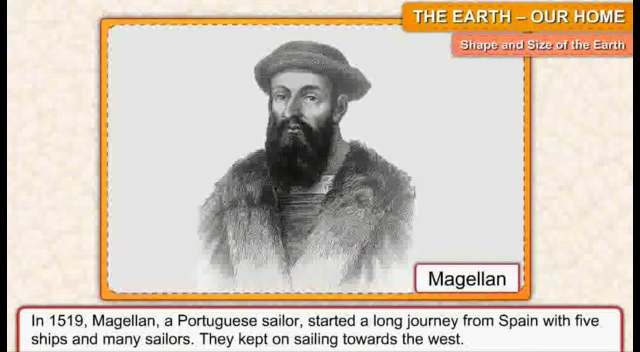 THE EARTH – OUR HOME
Shape and Size of the Earth
Magellan
In 1519, Magellan, a Portuguese sailor, started a long journey from Spain with five
ships and many sailors. They kept on sailing towards the west.